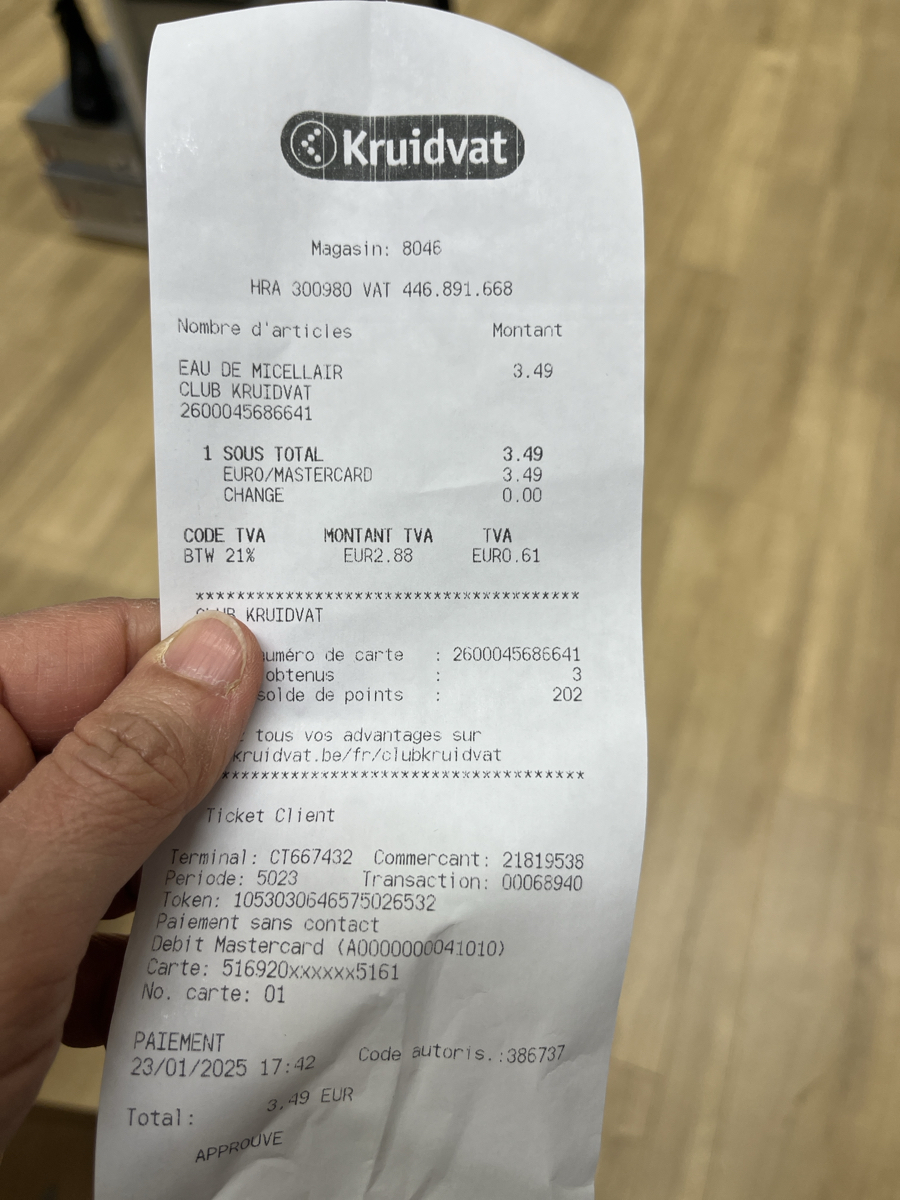 Kruidvat
Magasin: 8046
HRA 300980 VAT 446.891.668
Nombre d'articles Montant
EAU DE MICELLAIR 3.49
CLUB KRUIDVAT
2600045686641
1 SOUS TOTAL 3.49
EURO/MASTERCARD 3.49
CHANGE 0.00
CODE TVA MONTANT TVA TVA
BTW 21% EUR2.88 EUR0.61
**************************************
CLUB KRUIDVAT
numéro de carte : 2600045686641
obtenus : 3
solde de points : 202
tous vos advantages sur
kruidvat.be/fr/clubkruidvat
************************************
Ticket Client
Terminal: CT667432 Commercant: 21819538
Periode: 5023 Transaction: 00068940
Token: 1053030646575026532
Paiement sans contact
Debit Mastercard (A0000000041010)
Carte: 516920xxxxxx5161
No. carte: 01
PAIEMENT
23/01/2025 17:42 Code autoris.:386737
Total: 3.49 EUR
APPROUVE